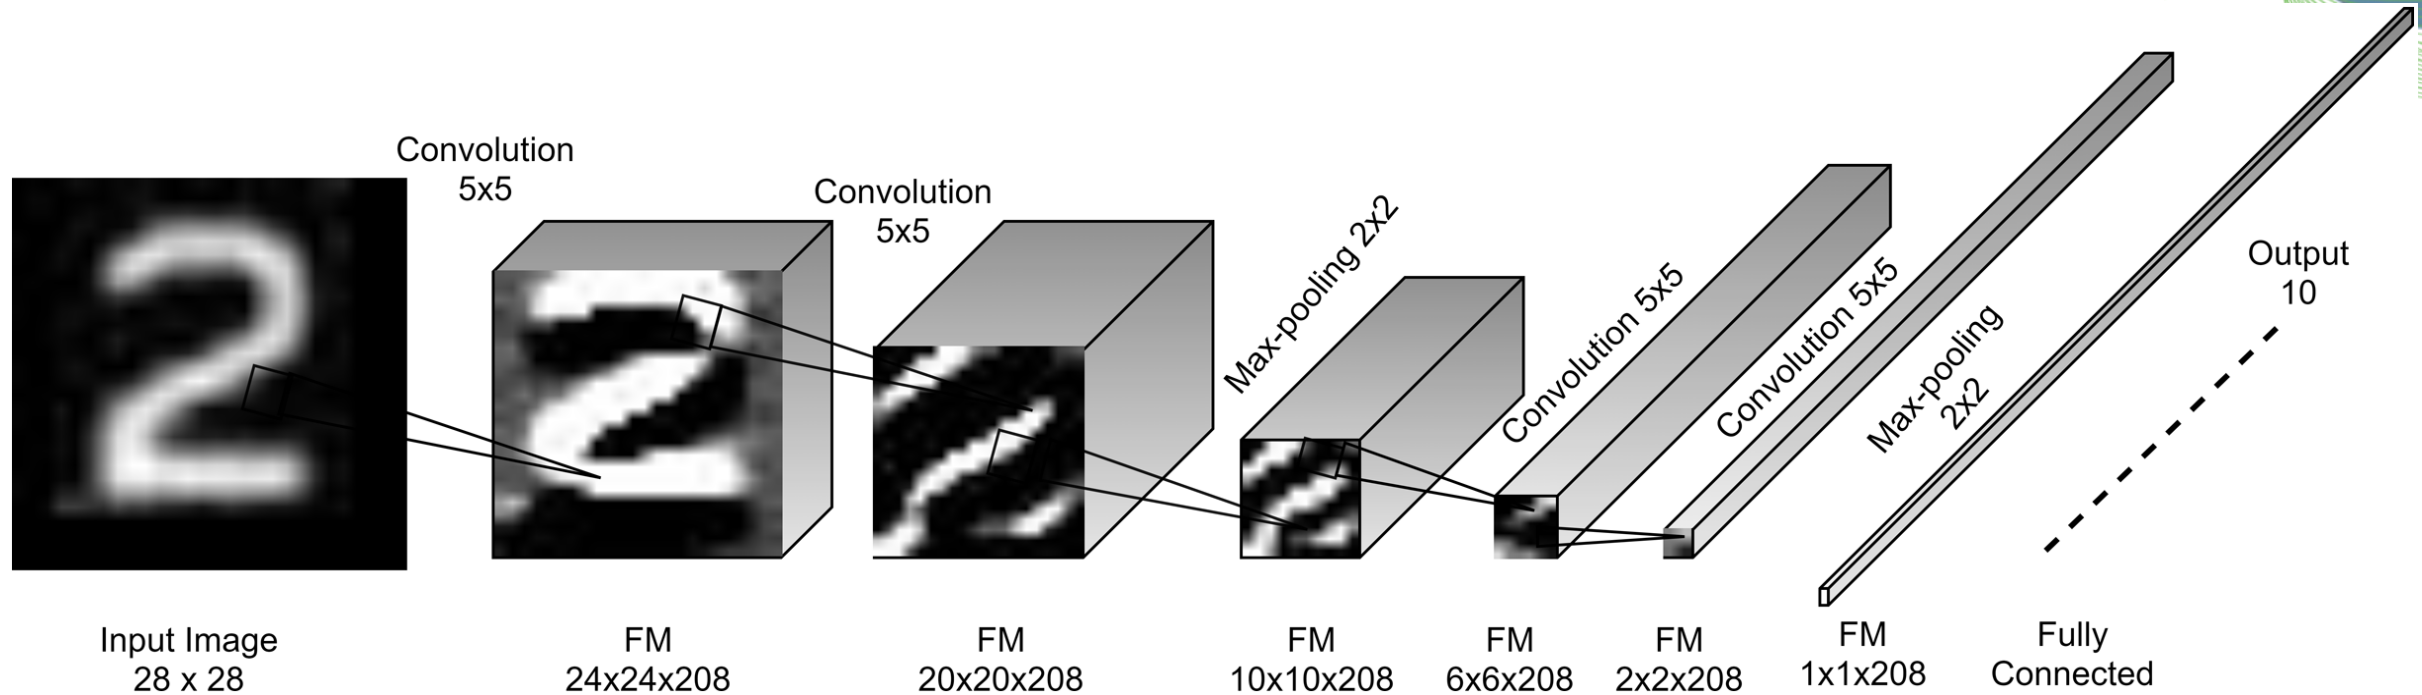 Convolution
5x5
Convolution
5x5
Max-pooling 2x2
Convolution 5x5
Convolution 5x5
Max-pooling
2x2
Output
10
Input Image
28 x 28
FM
24x24x208
FM
20x20x208
FM
10x10x208
FM
6x6x208
FM
2x2x208
FM
1x1x208
Fully
Connected